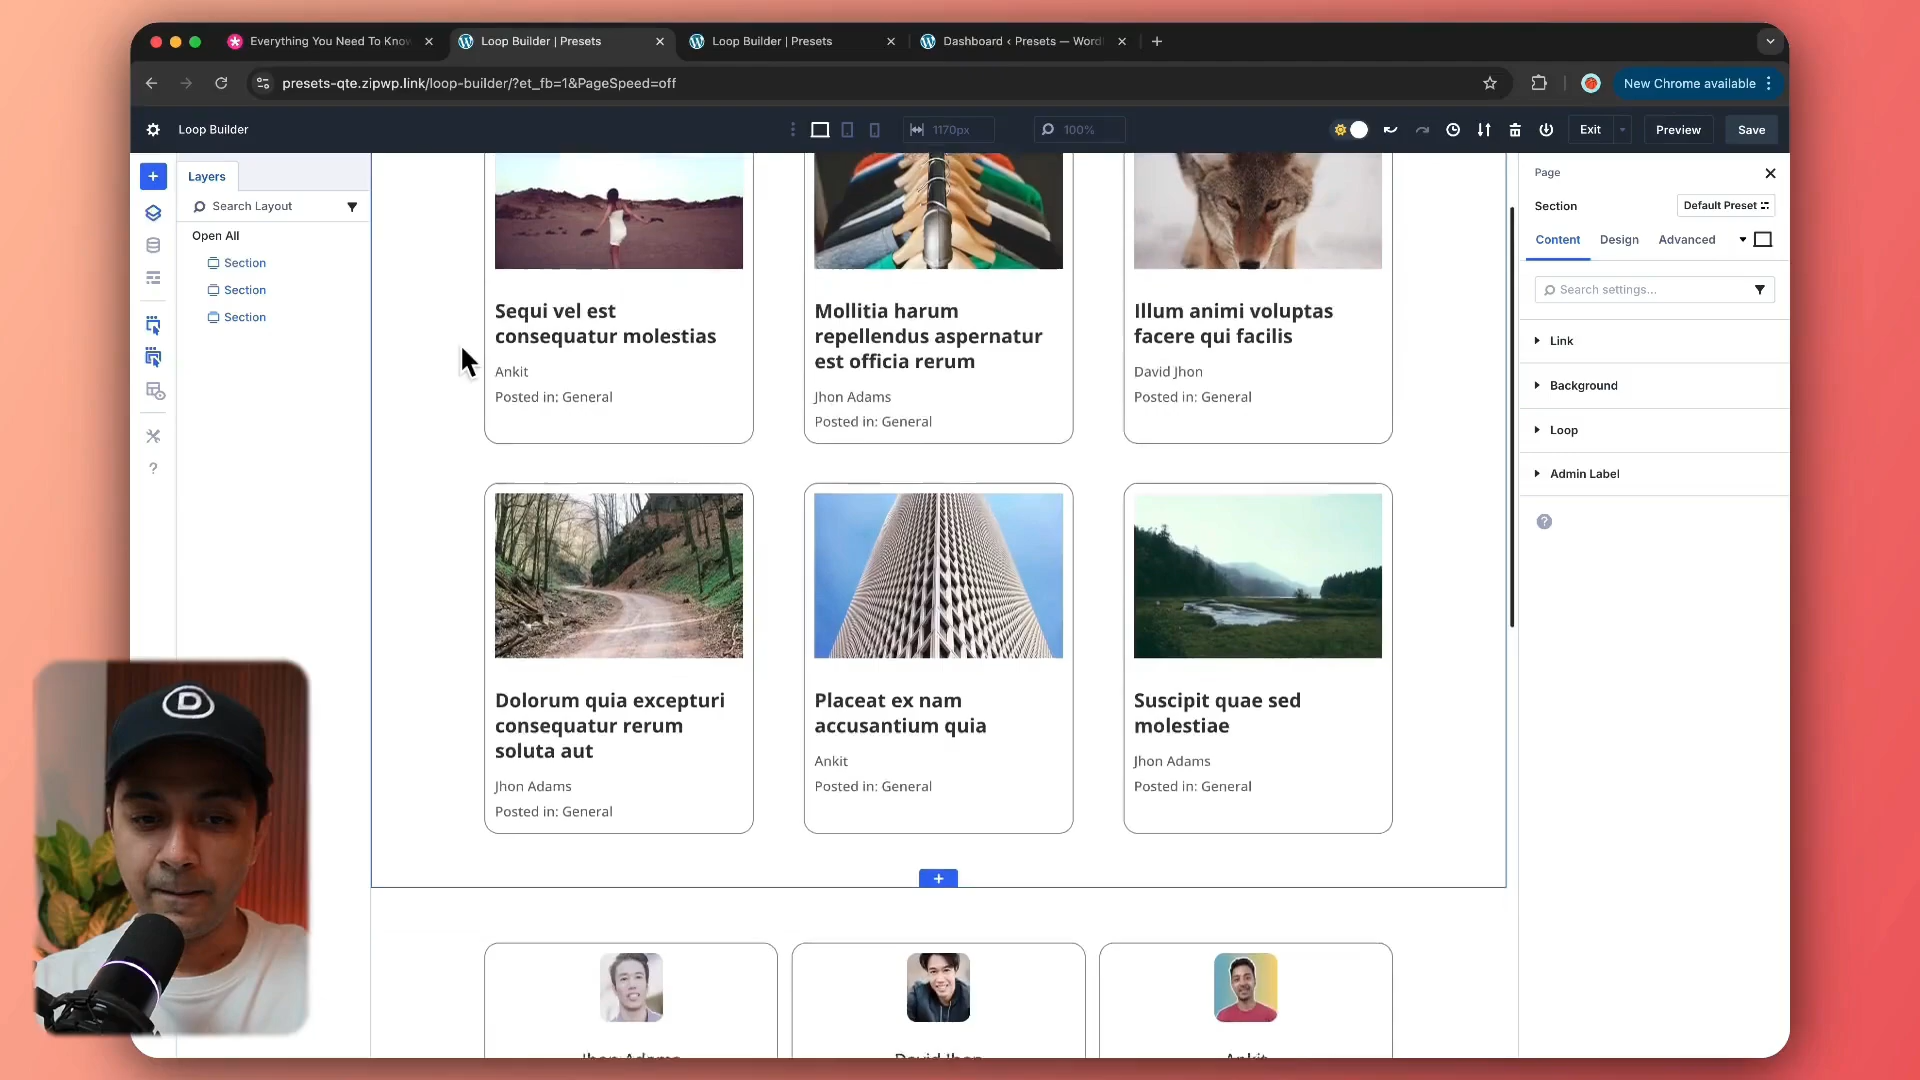 Everything You Need To Know
Loop Builder | Presets
Loop Builder | Presets
Dashboard ‹ Presets — Word
presets-qte.zipwp.link/loop-builder/?et_fb=1&PageSpeed=off
New Chrome available
Loop Builder
1170px
100%
Exit
Preview
Save
Layers
Search Layout
Open All
Section
Section
Section
Sequi vel est
consequatur molestias
Ankit
Posted in: General
Mollitia harum
repellendus aspernatur
est officia rerum
Jhon Adams
Posted in: General
Illum animi voluptas
facere qui facilis
David Jhon
Posted in: General
Dolorum quia excepturi
consequatur rerum
soluta aut
Jhon Adams
Posted in: General
Placeat ex nam
accusantium quia
Ankit
Posted in: General
Suscipit quae sed
molestiae
Jhon Adams
Posted in: General
Jhon Adams
David Jhon
Ankit
Page
Section
Default Preset
Content
Design
Advanced
Search settings...
Link
Background
Loop
Admin Label
D